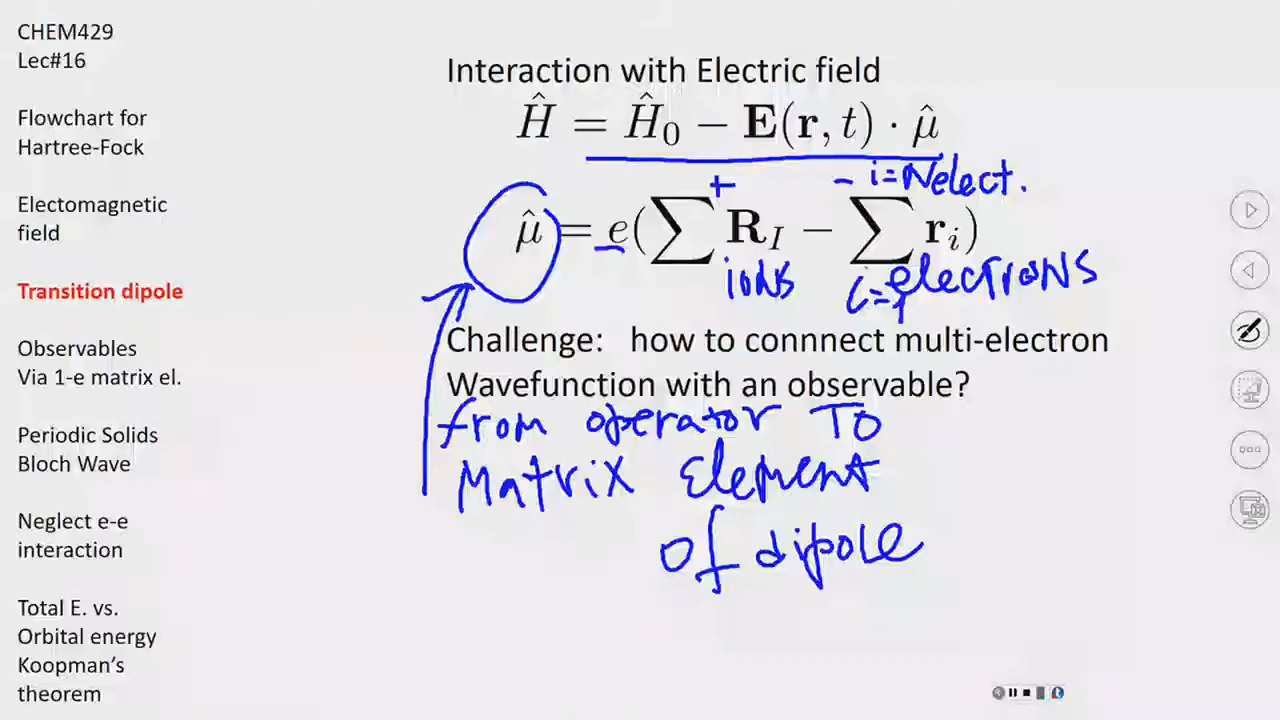 CHEM429
Lec#16
Flowchart for
Hartree-Fock
Electomagnetic
field
Transition dipole
Observables
Via 1-e matrix el.
Periodic Solids
Bloch Wave
Neglect e-e
interaction
Total E. vs.
Orbital energy
Koopman’s
theorem
Interaction with Electric field
Ĥ = Ĥ₀ − E(r, t) · μ̂
+ - i=Nelect.
μ̂ = e(∑ R_I − ∑ r_i)
ions i=1 electrons
Challenge: how to connnect multi-electron
Wavefunction with an observable?
from operator To
Matrix Element
of dipole